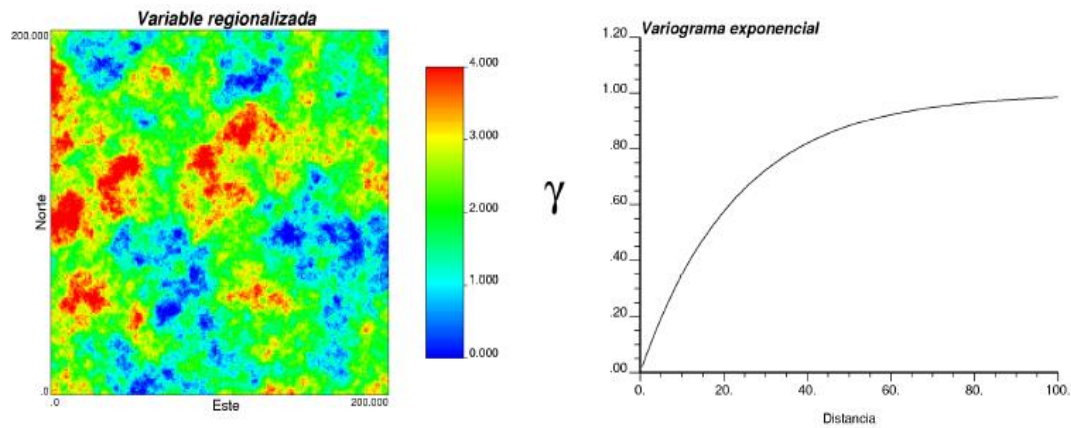 Variable regionalizada
200.000
Norte
.0
.0
200.000
Este
4.000
3.000
2.000
1.000
0.000
γ
Variograma exponencial
1.20
1.00
.80
.60
.40
.20
.00
0. 20. 40. 60. 80. 100.
Distancia